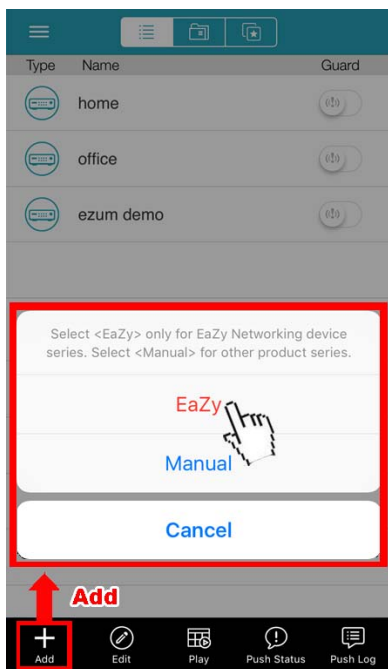 Type Name Guard
home
office
ezum demo
Select <EaZy> only for EaZy Networking device
series. Select <Manual> for other product series.
EaZy
Manual
Cancel
Add
Add Edit Play Push Status Push Log